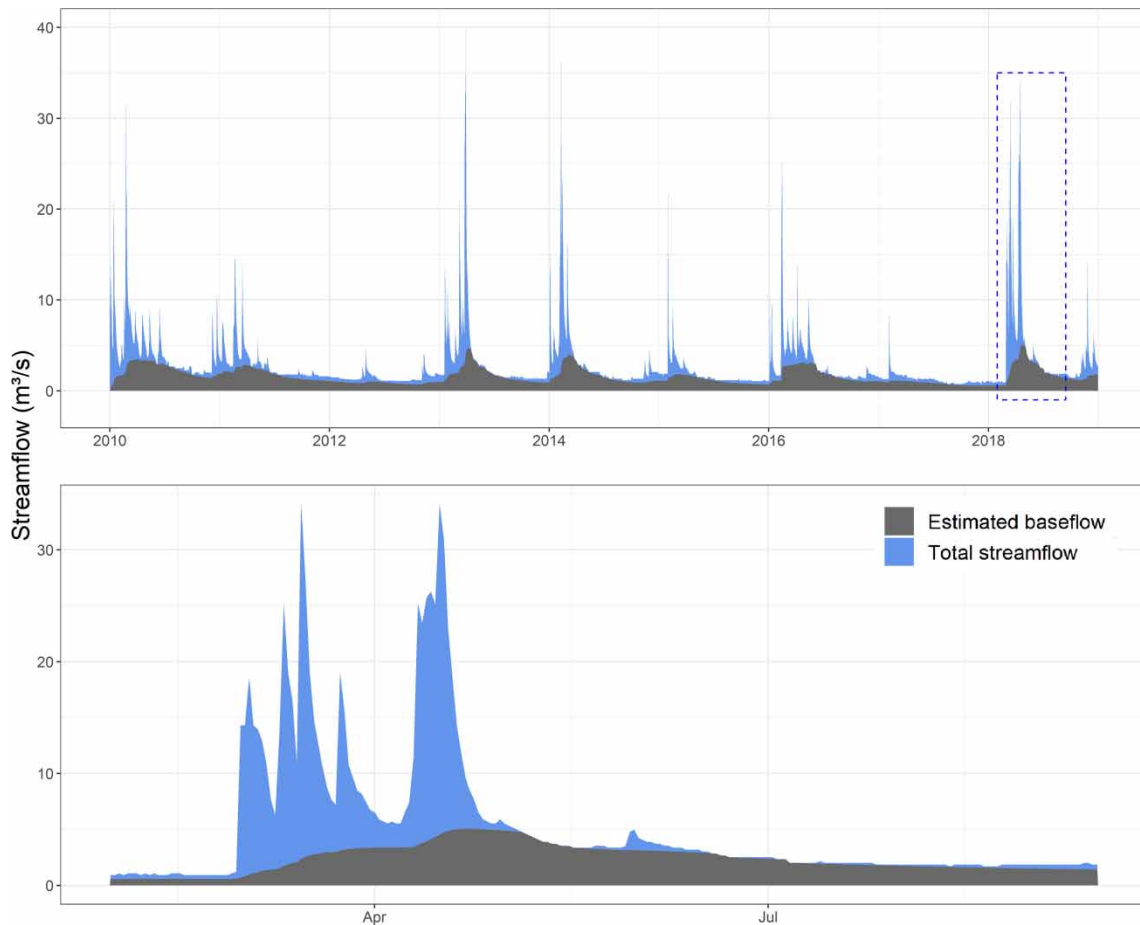 Streamflow (m³/s)
40
30
20
10
0
2010 2012 2014 2016 2018
Estimated baseflow
Total streamflow
30
20
10
0
Apr Jul